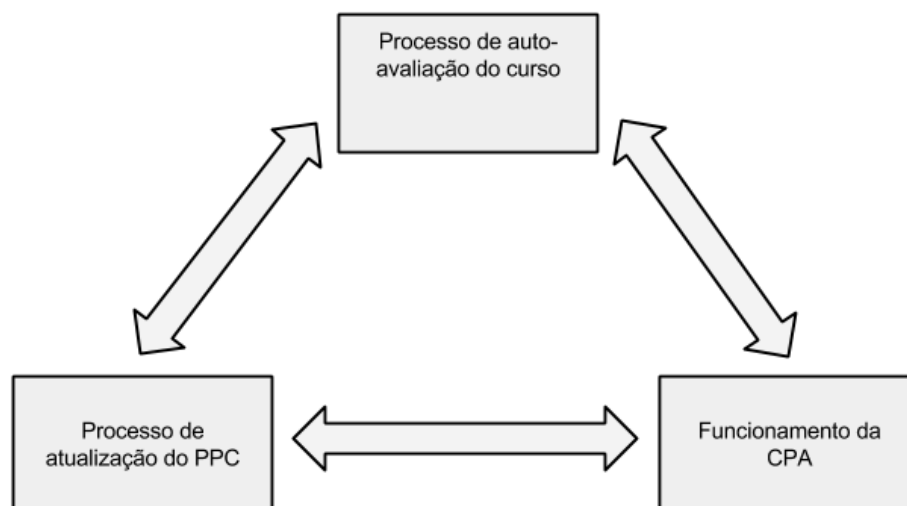 Processo de auto-
avaliação do curso
Processo de
atualização do PPC
Funcionamento da
CPA